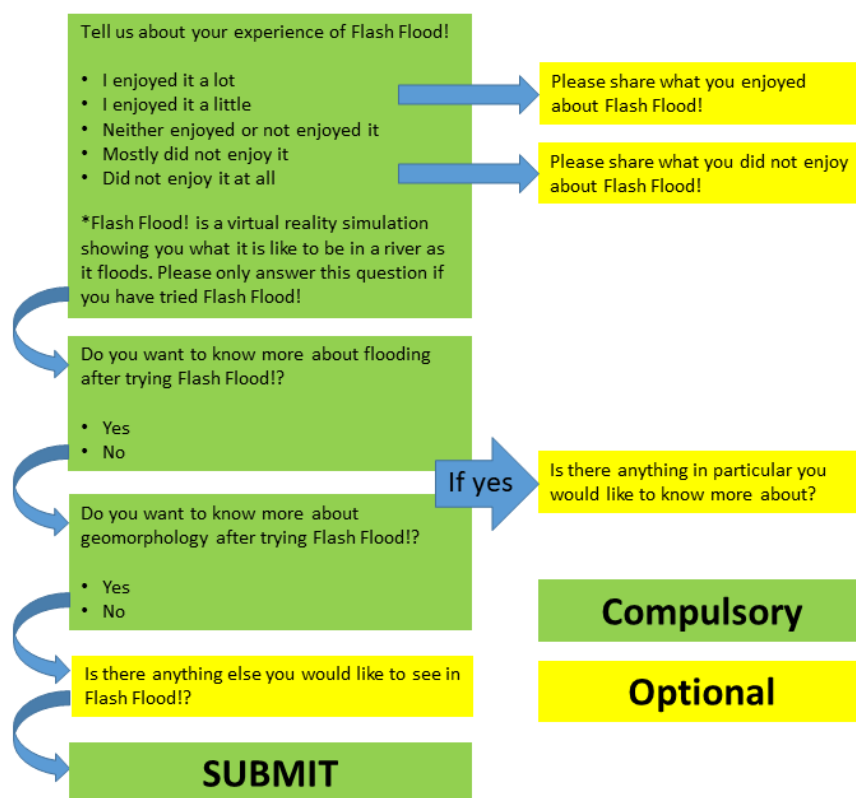 Tell us about your experience of Flash Flood!
• I enjoyed it a lot
• I enjoyed it a little
• Neither enjoyed or not enjoyed it
• Mostly did not enjoy it
• Did not enjoy it at all
*Flash Flood! is a virtual reality simulation
showing you what it is like to be in a river as
it floods. Please only answer this question if
you have tried Flash Flood!
Please share what you enjoyed
about Flash Flood!
Please share what you did not enjoy
about Flash Flood!
Do you want to know more about flooding
after trying Flash Flood!?
• Yes
• No
If yes
Is there anything in particular you
would like to know more about?
Do you want to know more about
geomorphology after trying Flash Flood!?
• Yes
• No
Is there anything else you would like to see in
Flash Flood!?
SUBMIT
Compulsory
Optional